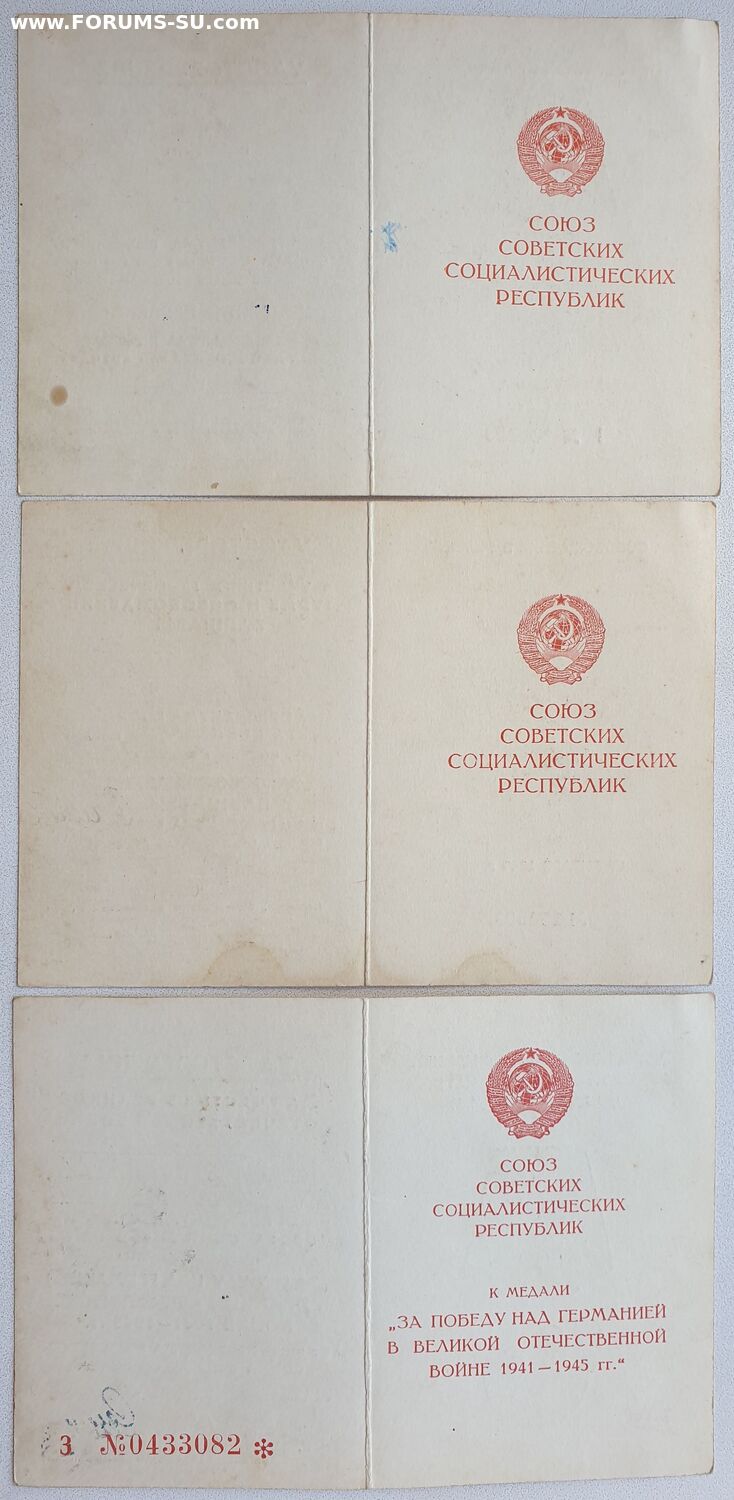 www.FORUMS-SU.com
СОЮЗ
СОВЕТСКИХ
СОЦИАЛИСТИЧЕСКИХ
РЕСПУБЛИК
СОЮЗ
СОВЕТСКИХ
СОЦИАЛИСТИЧЕСКИХ
РЕСПУБЛИК
СОЮЗ
СОВЕТСКИХ
СОЦИАЛИСТИЧЕСКИХ
РЕСПУБЛИК
К МЕДАЛИ
„ЗА ПОБЕДУ НАД ГЕРМАНИЕЙ
В ВЕЛИКОЙ ОТЕЧЕСТВЕННОЙ
ВОЙНЕ 1941—1945 гг.“
З №0433082 *